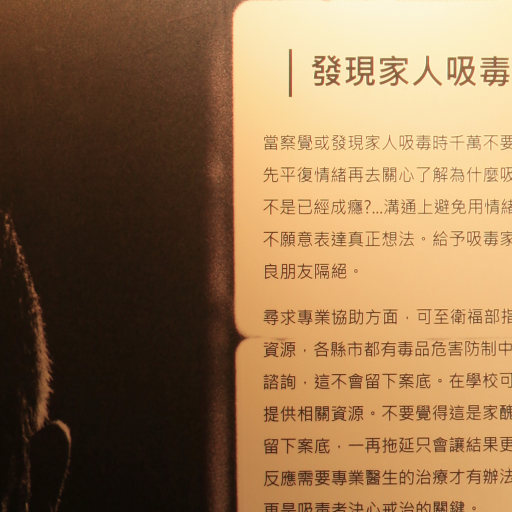 發現家人吸毒
當察覺或發現家人吸毒時千萬不要
先平復情緒再去關心了解為什麼吸
不是已經成癮?...溝通上避免用情緒
不願意表達真正想法。給予吸毒家
良朋友隔絕。
尋求專業協助方面，可至衛福部指
資源，各縣市都有毒品危害防制中
諮詢，這不會留下案底。在學校可
提供相關資源。不要覺得這是家醜
留下案底，一再拖延只會讓結果更
反應需要專業醫生的治療才有辦法
更是吸毒者決心戒治的關鍵。